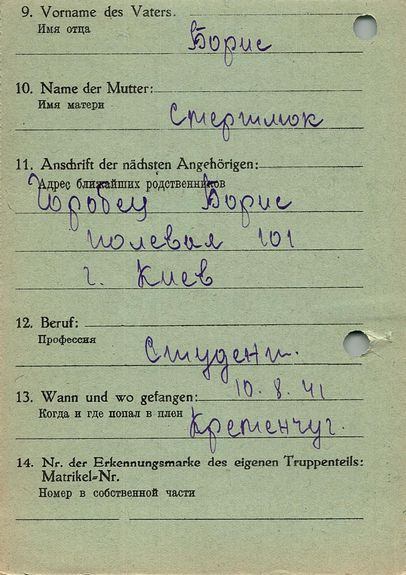 9. Vorname des Vaters.
Имя отца
Борис
10. Name der Mutter:
Имя матери
Стершлюк
11. Anschrift der nächsten Angehörigen:
Адрес ближайших родственников
Горобец Борис
Полевая 101
г. Киев
12. Beruf:
Профессия
Студент.
10.8.41
13. Wann und wo gefangen:
Когда и где попал в плен
Кременчуг.
14. Nr. der Erkennungsmarke des eigenen Truppenteils:
Matrikel=Nr.
Номер в собственной части